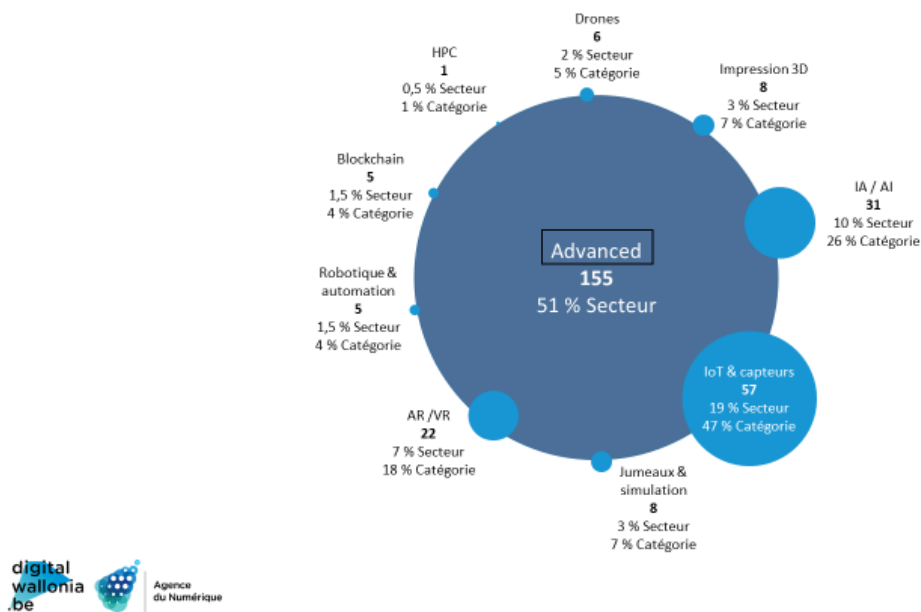 Drones
6
2 % Secteur
5 % Catégorie
HPC
1
0,5 % Secteur
1 % Catégorie
Impression 3D
8
3 % Secteur
7 % Catégorie
Blockchain
5
1,5 % Secteur
4 % Catégorie
IA / AI
31
10 % Secteur
26 % Catégorie
Advanced
155
51 % Secteur
Robotique &
automation
5
1,5 % Secteur
4 % Catégorie
IoT & capteurs
57
19 % Secteur
47 % Catégorie
AR /VR
22
7 % Secteur
18 % Catégorie
Jumeaux &
simulation
8
3 % Secteur
7 % Catégorie
digital
wallonia
.be
Agence
du Numérique